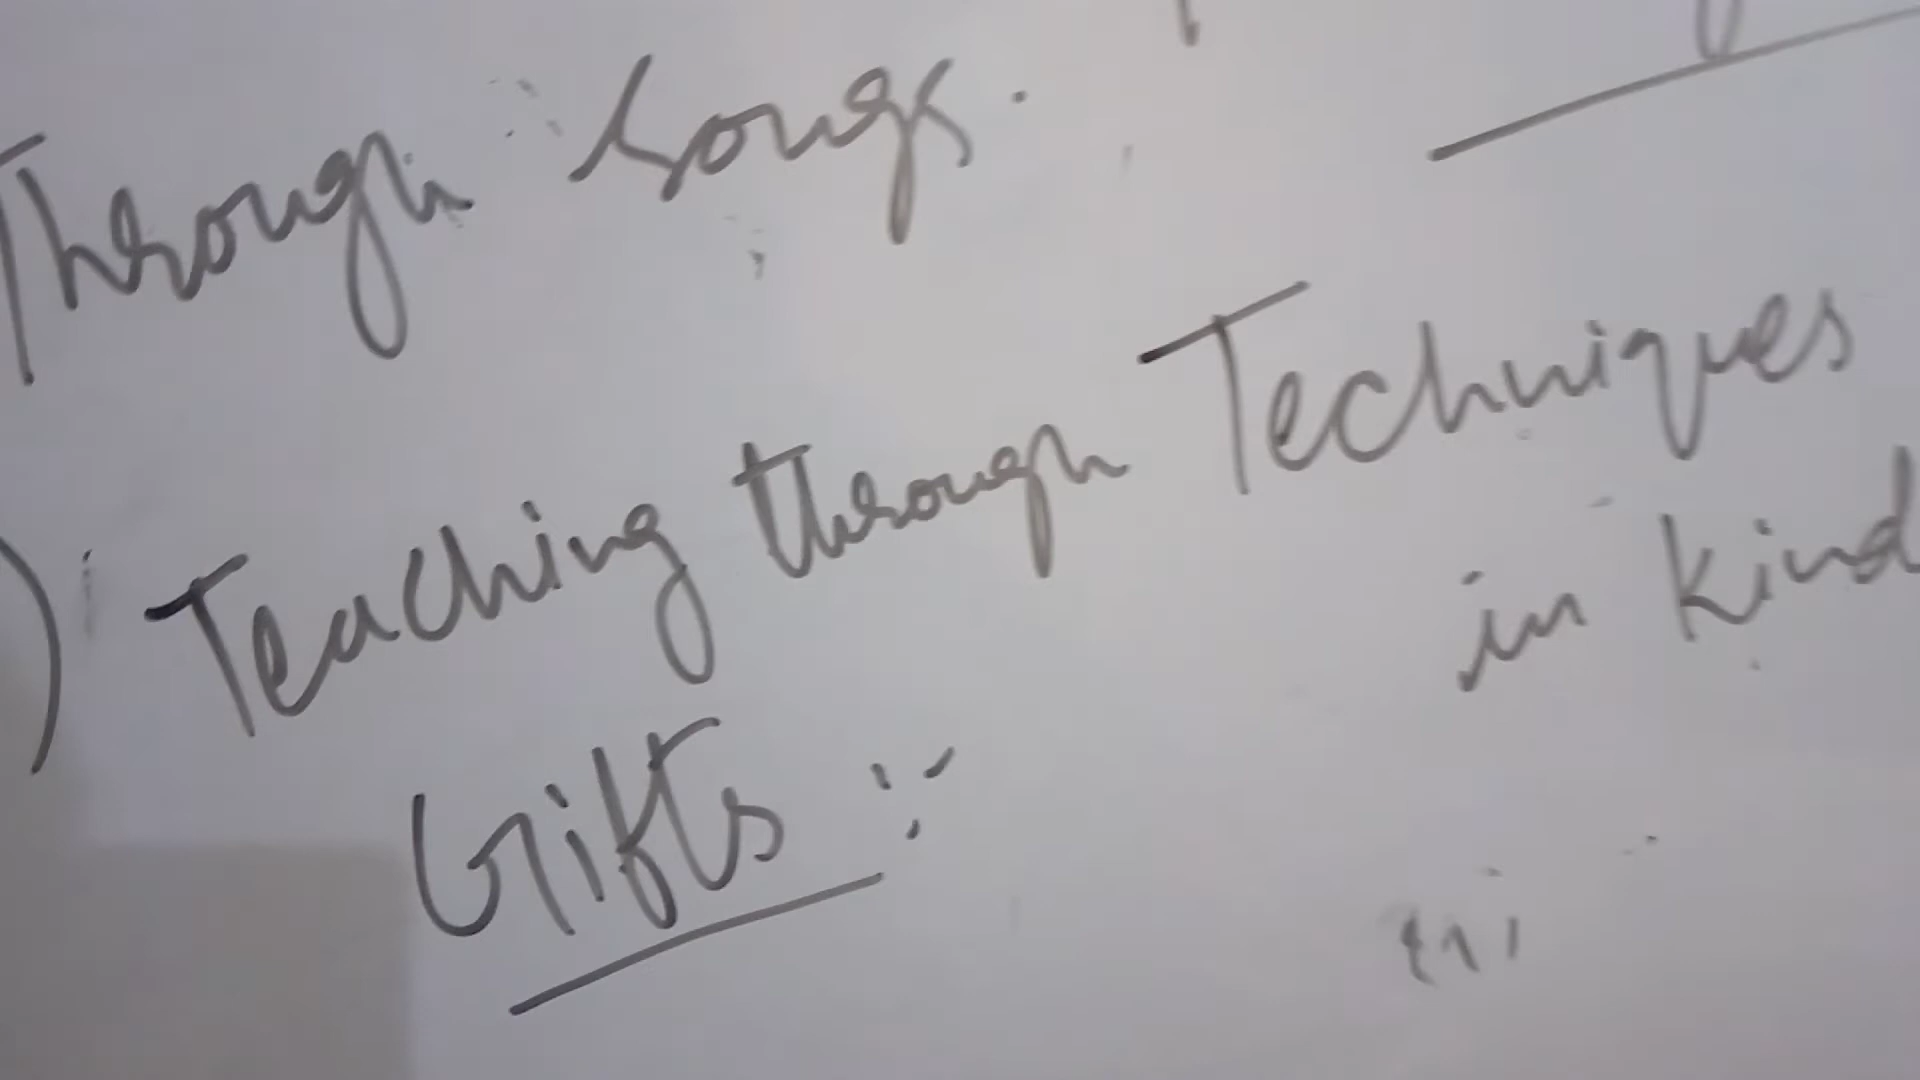 Through songs.
) Teaching through Techniques
in Kind
Gifts :-